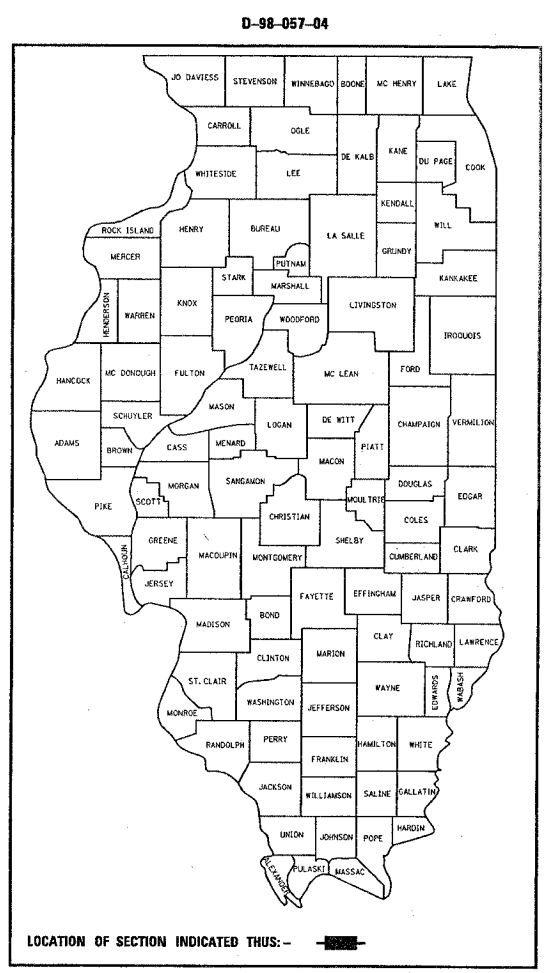 D-98-057-04
JO DAVIESS STEVENSON WINNEBAGO BOONE MC HENRY LAKE
CARROLL OGLE
DE KALB KANE DU PAGE COOK
WHITESIDE LEE
KENDALL
ROCK ISLAND HENRY BUREAU LA SALLE WILL
MERCER PUTNAM GRUNDY
STARK MARSHALL KANKAKEE
HENDERSON WARREN KNOX PEORIA WOODFORD LIVINGSTON IROQUOIS
HANCOCK MC DONOUGH FULTON TAZEWELL MC LEAN FORD
SCHUYLER MASON LOGAN DE WITT CHAMPAIGN VERMILION
ADAMS BROWN CASS MENARD PIATT
MACON
PIKE SCOTT MORGAN SANGAMON MOULTRIE DOUGLAS EDGAR
CHRISTIAN COLES
GREENE MACOUPIN MONTGOMERY SHELBY CUMBERLAND CLARK
CALHOUN JERSEY
FAYETTE EFFINGHAM JASPER CRAWFORD
MADISON BOND
CLAY RICHLAND LAWRENCE
CLINTON MARION
ST. CLAIR WAYNE EDWARDS WABASH
WASHINGTON JEFFERSON
MONROE
RANDOLPH PERRY HAMILTON WHITE
FRANKLIN
JACKSON WILLIAMSON SALINE GALLATIN
UNION JOHNSON POPE HARDIN
ALEXANDER PULASKI MASSAC
LOCATION OF SECTION INDICATED THUS:-